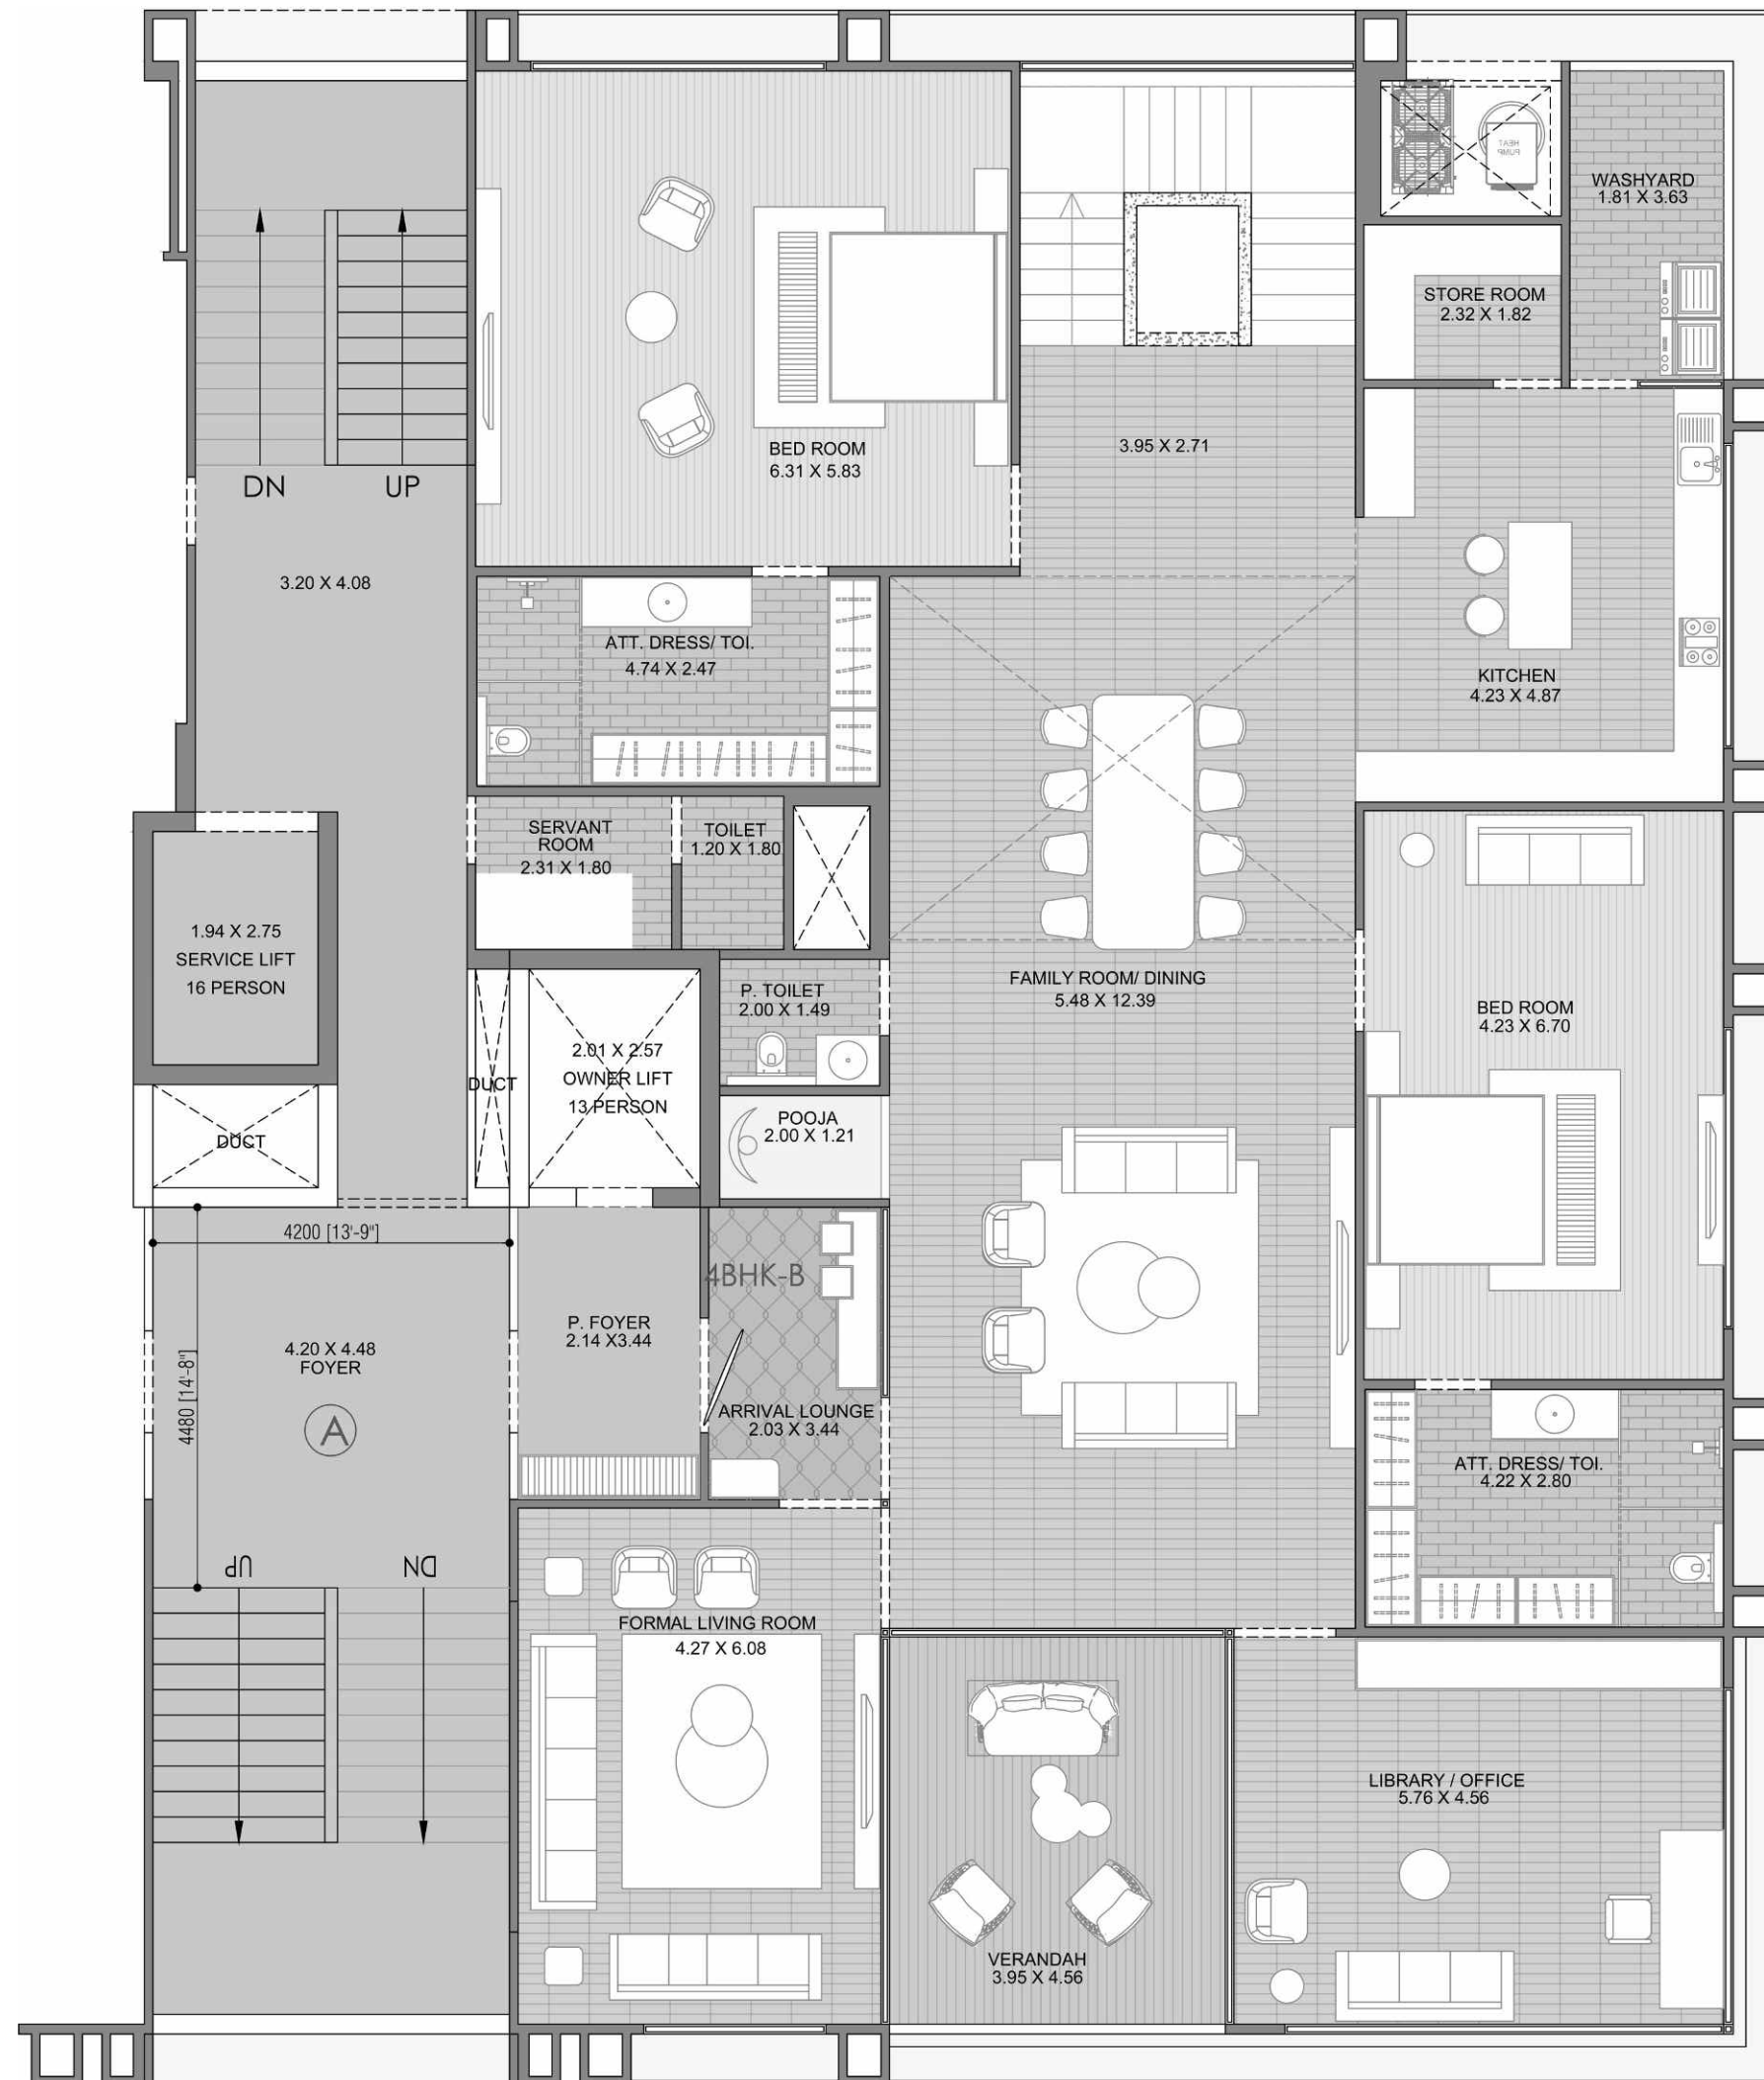 HEAT
PUMP
WASHYARD
1.81 X 3.63
STORE ROOM
2.32 X 1.82
BED ROOM
6.31 X 5.83
3.95 X 2.71
DN
UP
3.20 X 4.08
ATT. DRESS/ TOI.
4.74 X 2.47
KITCHEN
4.23 X 4.87
SERVANT
ROOM
2.31 X 1.80
TOILET
1.20 X 1.80
1.94 X 2.75
SERVICE LIFT
16 PERSON
P. TOILET
2.00 X 1.49
FAMILY ROOM/ DINING
5.48 X 12.39
BED ROOM
4.23 X 6.70
DUCT
2.01 X 2.57
OWNER LIFT
13 PERSON
DUCT
POOJA
2.00 X 1.21
4200 [13'-9"]
4BHK-B
4480 [14'-8"]
4.20 X 4.48
FOYER
A
P. FOYER
2.14 X3.44
ARRIVAL LOUNGE
2.03 X 3.44
ATT. DRESS/ TOI.
4.22 X 2.80
UP
DN
FORMAL LIVING ROOM
4.27 X 6.08
LIBRARY / OFFICE
5.76 X 4.56
VERANDAH
3.95 X 4.56